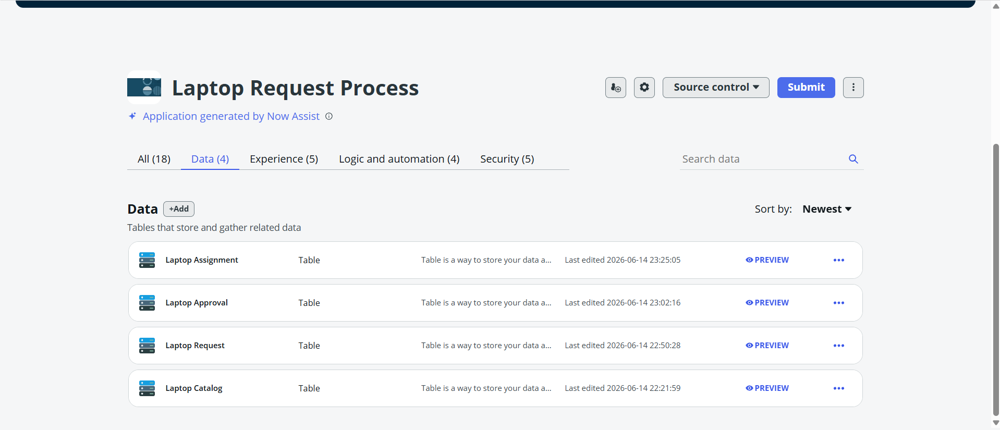 Laptop Request Process
Source control
Submit
Application generated by Now Assist
All (18)
Data (4)
Experience (5)
Logic and automation (4)
Security (5)
Search data
Data
+Add
Sort by:
Newest
Tables that store and gather related data
Laptop Assignment
Table
Table is a way to store your data a...
Last edited 2026-06-14 23:25:05
PREVIEW
Laptop Approval
Table
Table is a way to store your data a...
Last edited 2026-06-14 23:02:16
PREVIEW
Laptop Request
Table
Table is a way to store your data a...
Last edited 2026-06-14 22:50:28
PREVIEW
Laptop Catalog
Table
Table is a way to store your data a...
Last edited 2026-06-14 22:21:59
PREVIEW